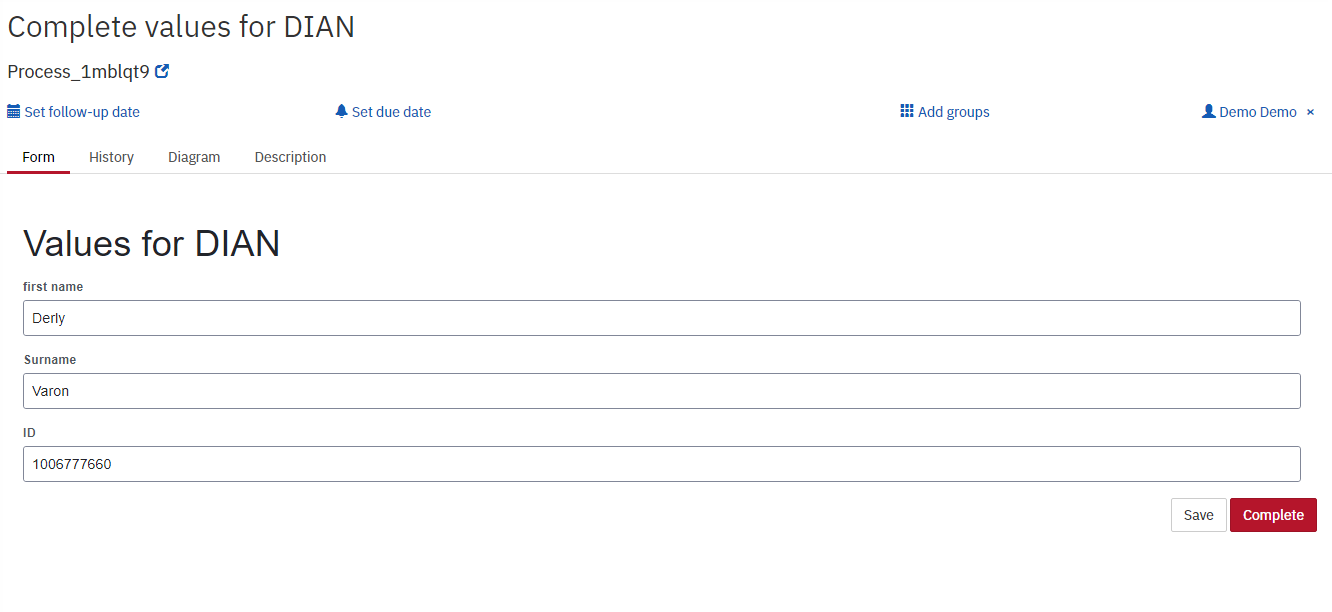 Complete values for DIAN
Process_1mblqt9
Set follow-up date Set due date Add groups Demo Demo ×
Form History Diagram Description
Values for DIAN
first name
Derly
Surname
Varon
ID
1006777660
Save Complete